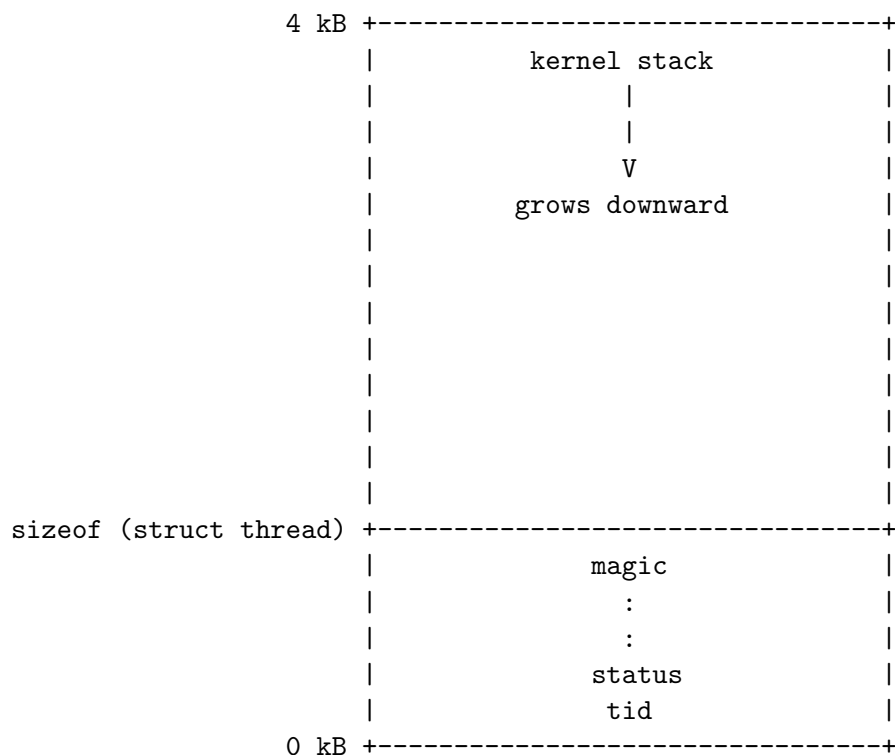 4 kB +---------------------------------+
|          kernel stack           |
|                |                |
|                |                |
|                V                |
|         grows downward          |
|                                 |
|                                 |
|                                 |
|                                 |
|                                 |
|                                 |
|                                 |
|                                 |
sizeof (struct thread) +---------------------------------+
|              magic              |
|                :                |
|                :                |
|              status             |
|               tid               |
0 kB +---------------------------------+